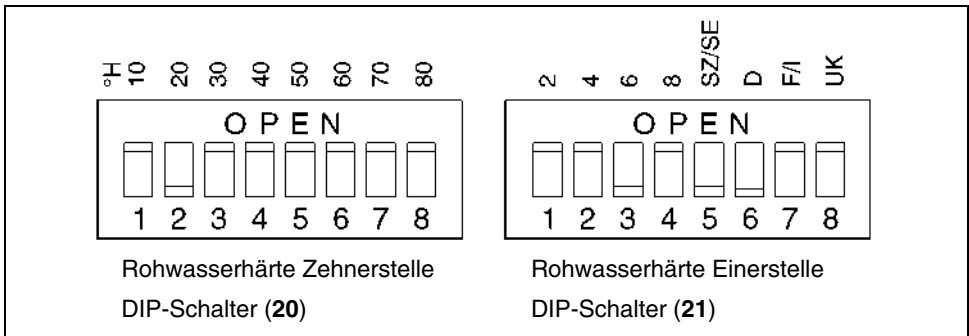 °H 10 20 30 40 50 60 70 80
2 4 6 8 SZ/SE D F/I UK
OPEN
1 2 3 4 5 6 7 8
OPEN
1 2 3 4 5 6 7 8
Rohwasserhärte Zehnerstelle
DIP-Schalter (20)
Rohwasserhärte Einerstelle
DIP-Schalter (21)